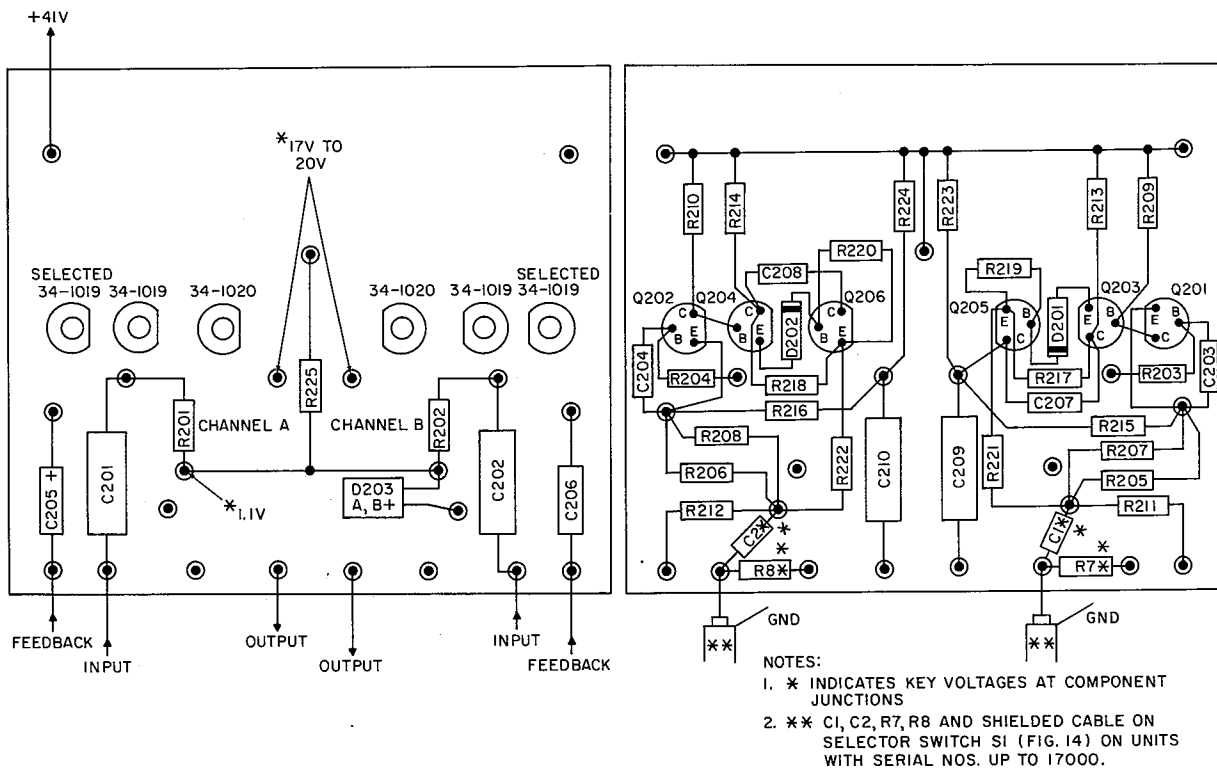 +41V
*17V TO
20V
SELECTED
34-1019
34-1019
34-1020
34-1020
34-1019
SELECTED
34-1019
R225
R201
CHANNEL A
CHANNEL B
R202
C205 +
C201
*1.1V
D203
A, B+
C202
C206
FEEDBACK
INPUT
OUTPUT
OUTPUT
INPUT
FEEDBACK
R210
R214
R224
R223
R213
R209
R220
C208
R219
Q202
Q204
Q206
Q205
Q203
Q201
C
B
E
C
B
E
D202
C
B
E
E
B
C
D201
E
B
C
B
E
C
C204
R204
R218
R216
R217
C207
R203
C203
R215
R208
R206
R222
C210
C209
R221
R207
R205
R212
R211
C2*
*
*
R8*
C1*
*
R7*
GND
**
GND
**
NOTES:
1. * INDICATES KEY VOLTAGES AT COMPONENT
JUNCTIONS
2. ** C1, C2, R7, R8 AND SHIELDED CABLE ON
SELECTOR SWITCH S1 (FIG. 14) ON UNITS
WITH SERIAL NOS. UP TO 17000.